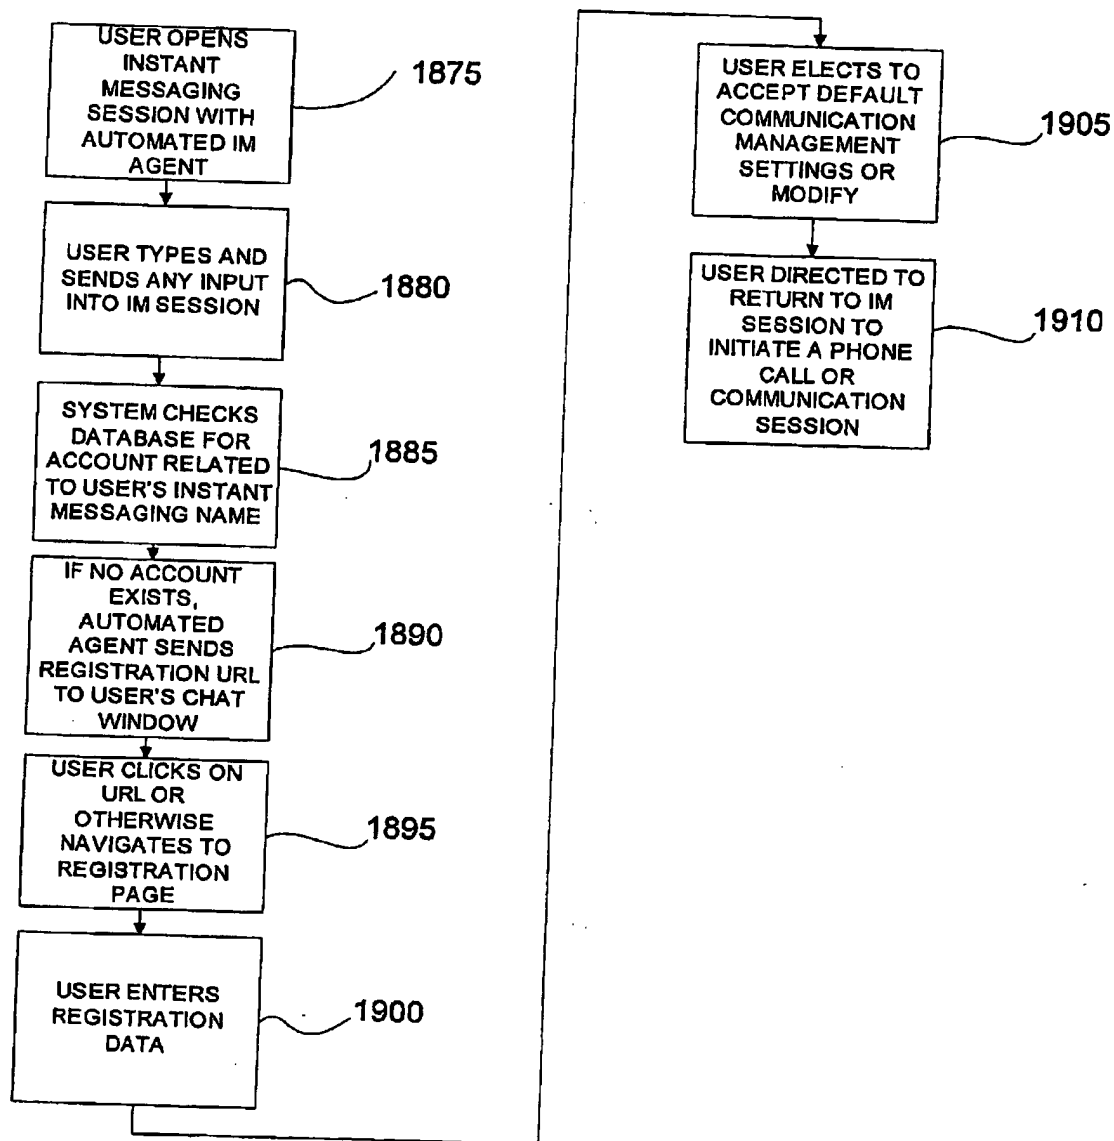 USER OPENS
INSTANT
MESSAGING
SESSION WITH
AUTOMATED IM
AGENT
1875
USER TYPES AND
SENDS ANY INPUT
INTO IM SESSION
1880
SYSTEM CHECKS
DATABASE FOR
ACCOUNT RELATED
TO USER'S INSTANT
MESSAGING NAME
1885
IF NO ACCOUNT
EXISTS,
AUTOMATED
AGENT SENDS
REGISTRATION URL
TO USER'S CHAT
WINDOW
1890
USER CLICKS ON
URL OR
OTHERWISE
NAVIGATES TO
REGISTRATION
PAGE
1895
USER ENTERS
REGISTRATION
DATA
1900
USER ELECTS TO
ACCEPT DEFAULT
COMMUNICATION
MANAGEMENT
SETTINGS OR
MODIFY
1905
USER DIRECTED TO
RETURN TO IM
SESSION TO
INITIATE A PHONE
CALL OR
COMMUNICATION
SESSION
1910